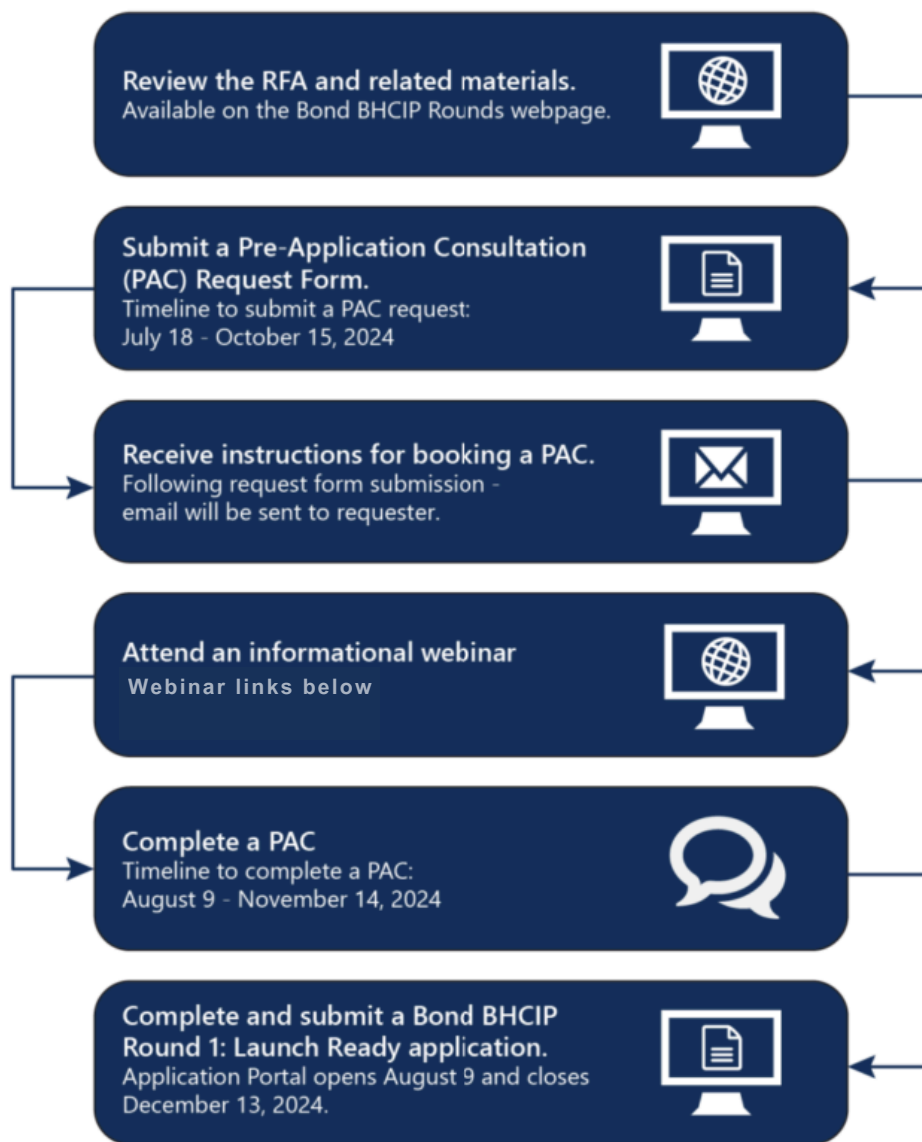 Review the RFA and related materials.
Available on the Bond BHCIP Rounds webpage.
Submit a Pre-Application Consultation
(PAC) Request Form.
Timeline to submit a PAC request:
July 18 - October 15, 2024
Receive instructions for booking a PAC.
Following request form submission -
email will be sent to requester.
Attend an informational webinar
Webinar links below
Complete a PAC
Timeline to complete a PAC:
August 9 - November 14, 2024
Complete and submit a Bond BHCIP
Round 1: Launch Ready application.
Application Portal opens August 9 and closes
December 13, 2024.